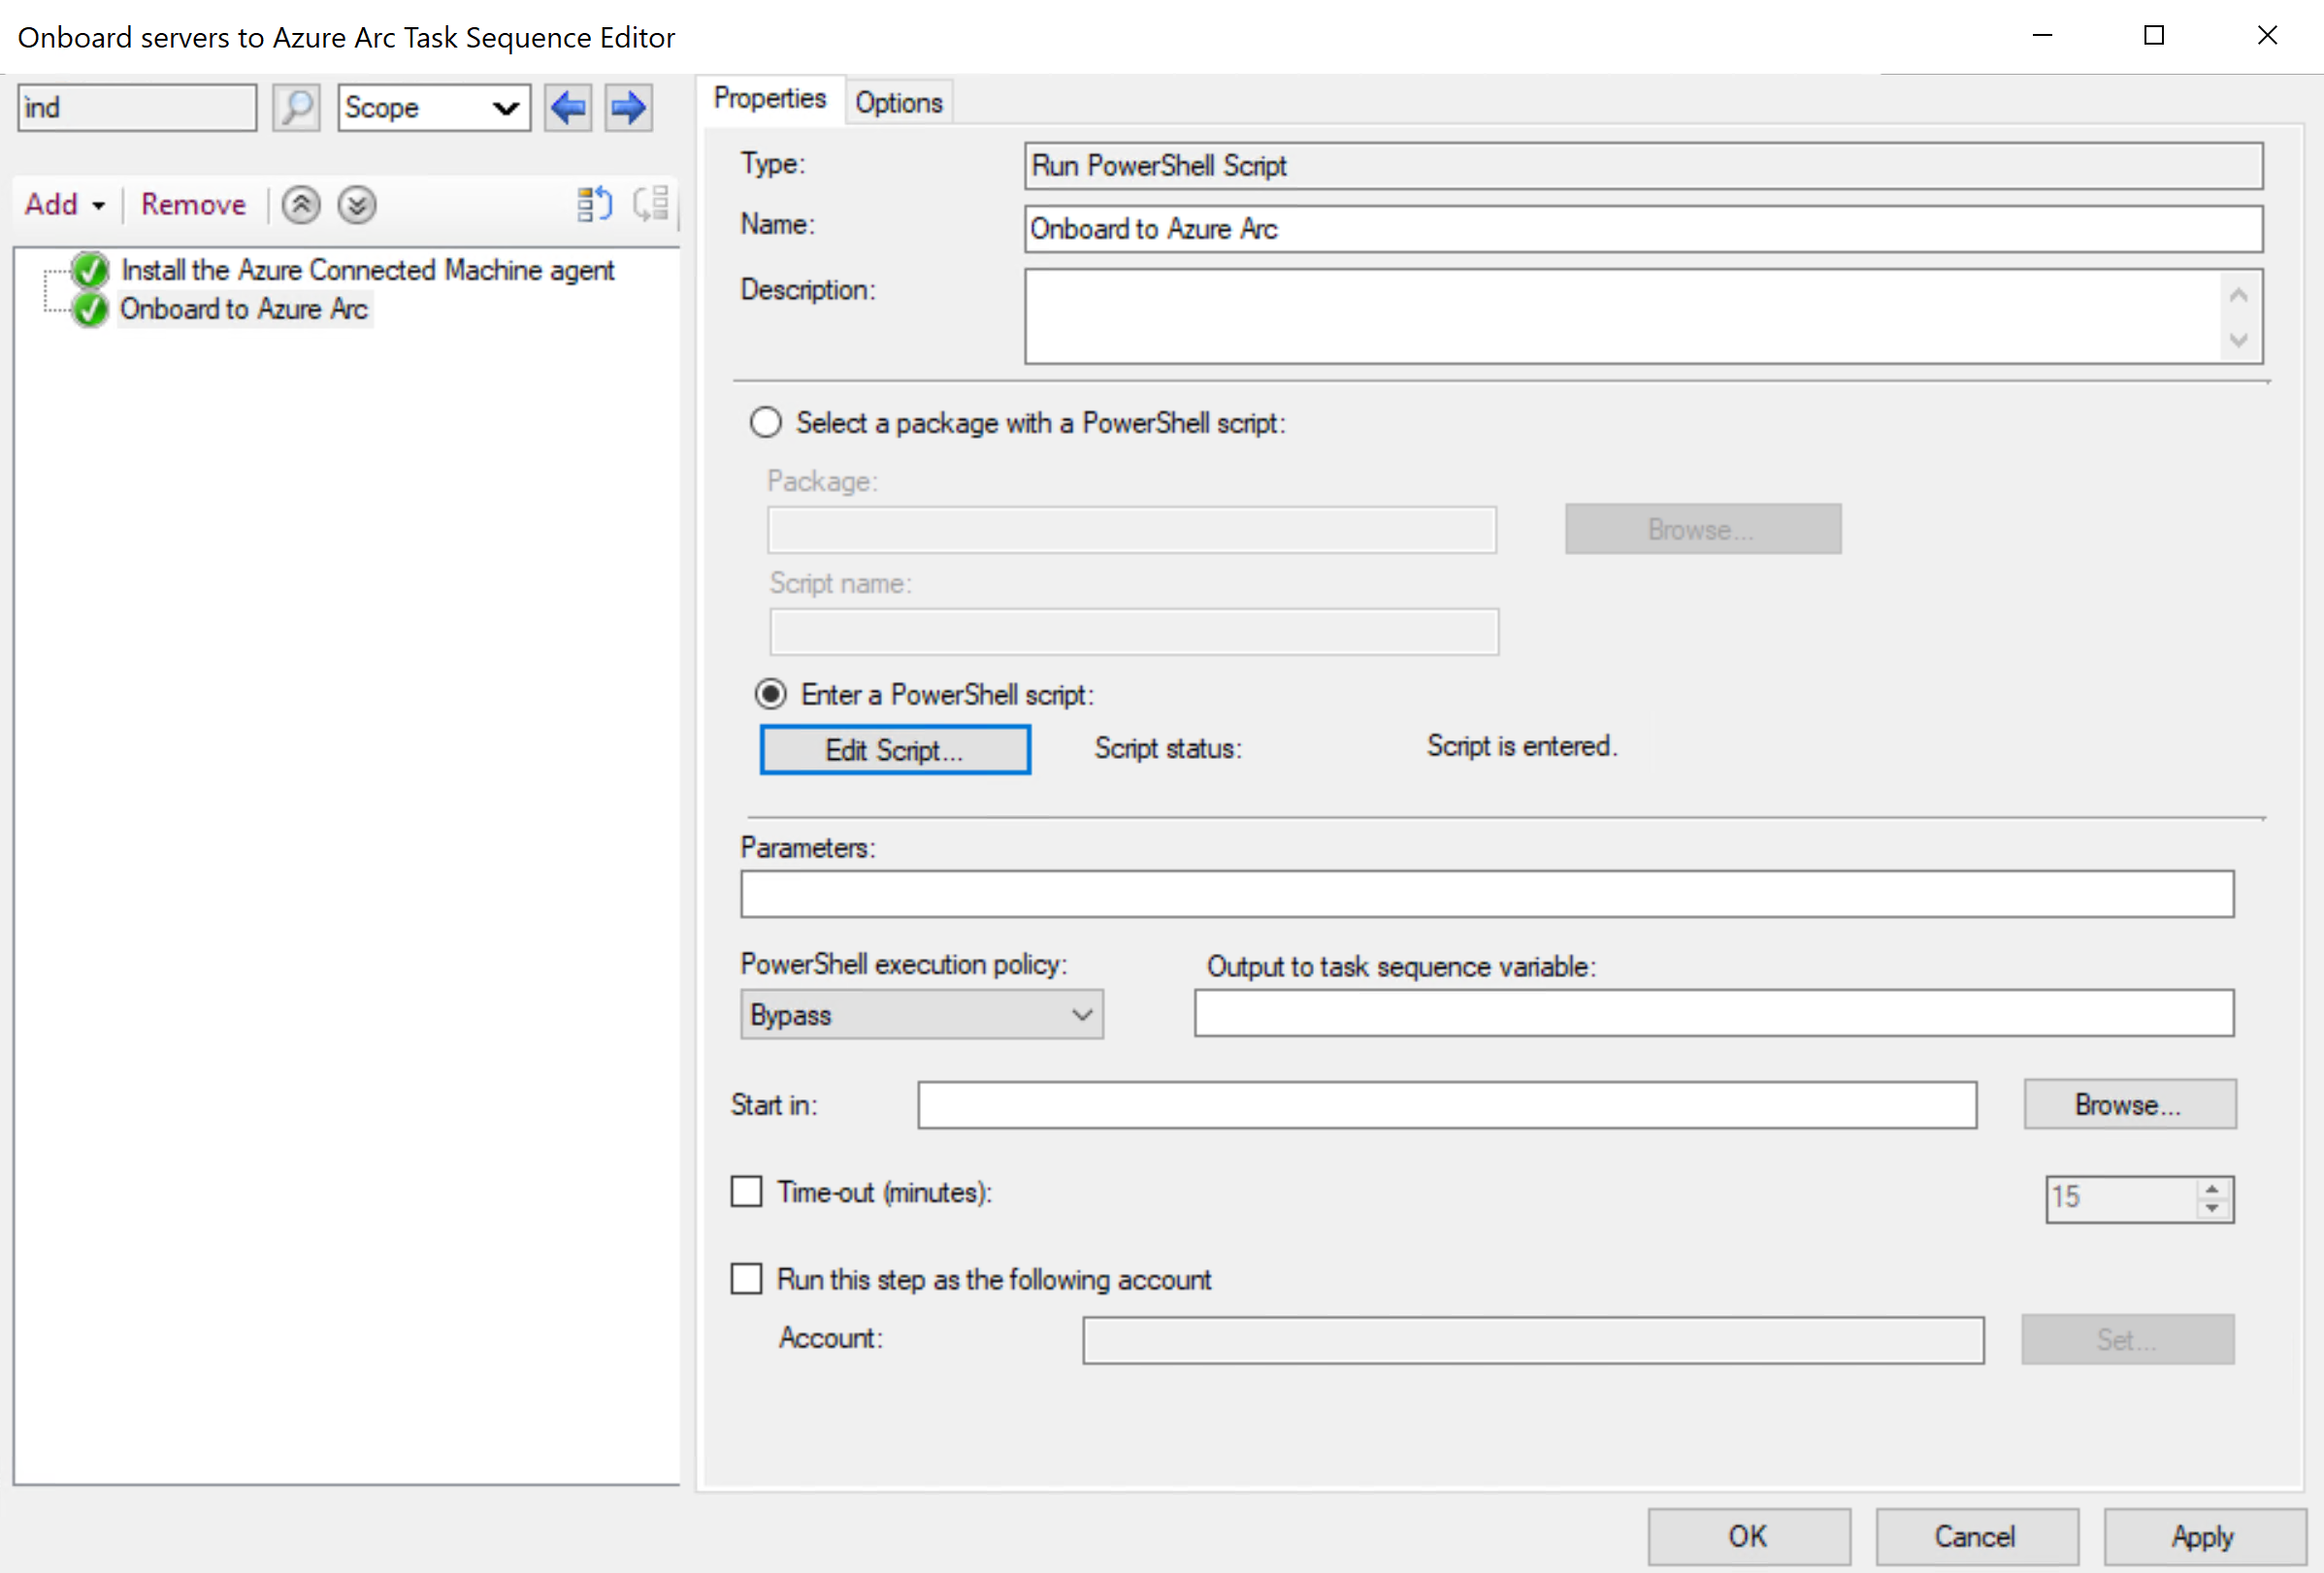 Onboard servers to Azure Arc Task Sequence Editor
ind
Scope
Add
Remove
Install the Azure Connected Machine agent
Onboard to Azure Arc
Properties
Options
Type:
Run PowerShell Script
Name:
Onboard to Azure Arc
Description:
Select a package with a PowerShell script:
Package:
Browse...
Script name:
Enter a PowerShell script:
Edit Script...
Script status:
Script is entered.
Parameters:
PowerShell execution policy:
Output to task sequence variable:
Bypass
Start in:
Browse...
Time-out (minutes):
15
Run this step as the following account
Account:
Set...
OK
Cancel
Apply